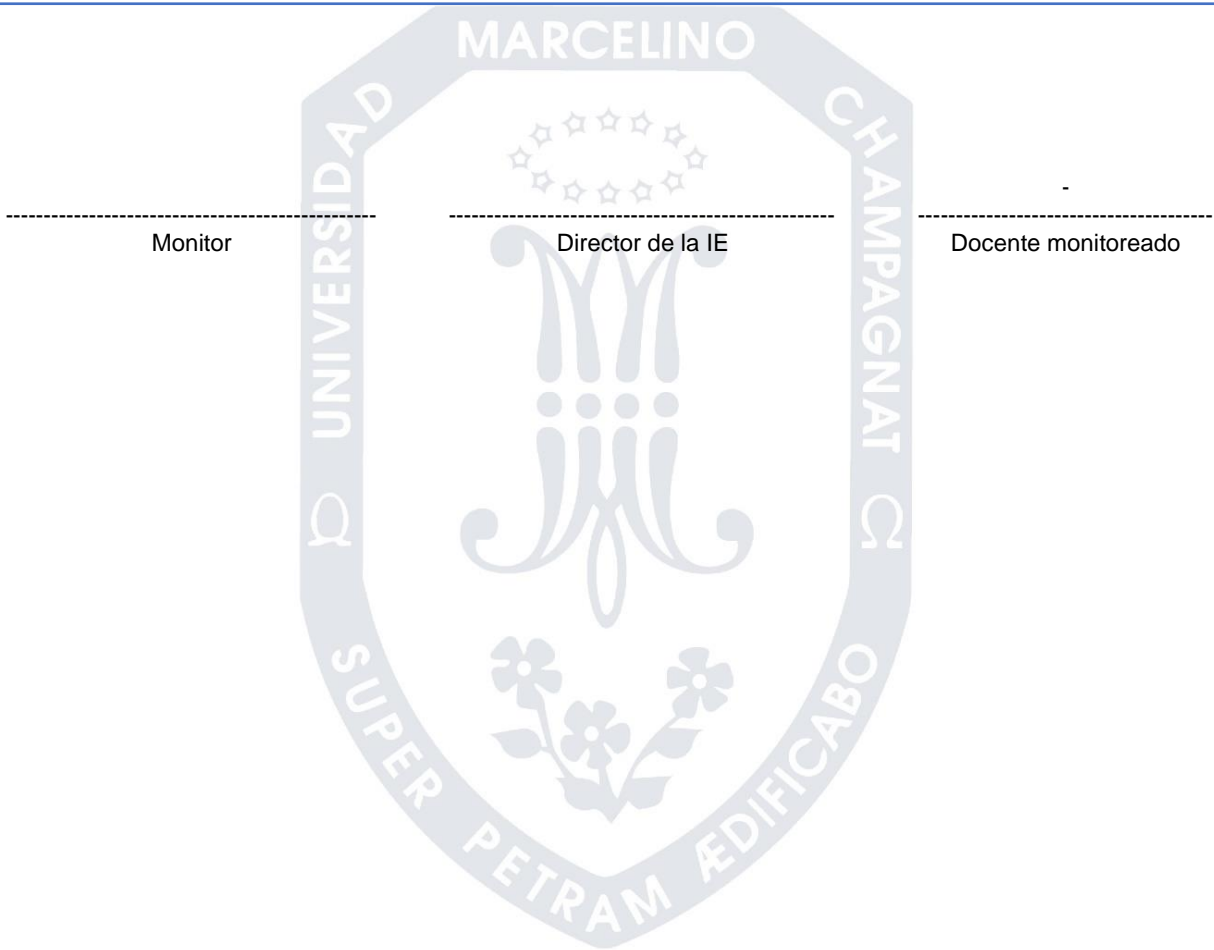 MARCELINO
UNIVERSIDAD
CHAMPAGNAT
-
-------------------------------------------------- ---------------------------------------------------- ----------------------------------------
Monitor Director de la IE Docente monitoreado
Ω Ω
SUPER PETRAM ÆDIFICABO